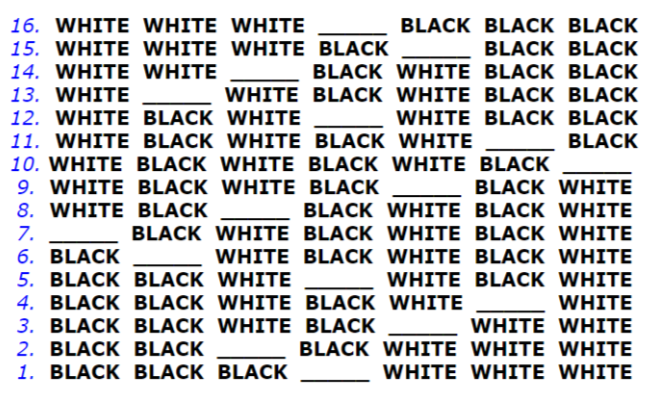 16. WHITE WHITE WHITE ______ BLACK BLACK BLACK
15. WHITE WHITE WHITE BLACK ______ BLACK BLACK
14. WHITE WHITE ______ BLACK WHITE BLACK BLACK
13. WHITE ______ WHITE BLACK WHITE BLACK BLACK
12. WHITE BLACK WHITE ______ WHITE BLACK BLACK
11. WHITE BLACK WHITE BLACK WHITE ______ BLACK
10. WHITE BLACK WHITE BLACK WHITE BLACK ______
9. WHITE BLACK WHITE BLACK ______ BLACK WHITE
8. WHITE BLACK ______ BLACK WHITE BLACK WHITE
7. ______ BLACK WHITE BLACK WHITE BLACK WHITE
6. BLACK ______ WHITE BLACK WHITE BLACK WHITE
5. BLACK BLACK WHITE ______ WHITE BLACK WHITE
4. BLACK BLACK WHITE BLACK WHITE ______ WHITE
3. BLACK BLACK WHITE BLACK ______ WHITE WHITE
2. BLACK BLACK ______ BLACK WHITE WHITE WHITE
1. BLACK BLACK BLACK ______ WHITE WHITE WHITE